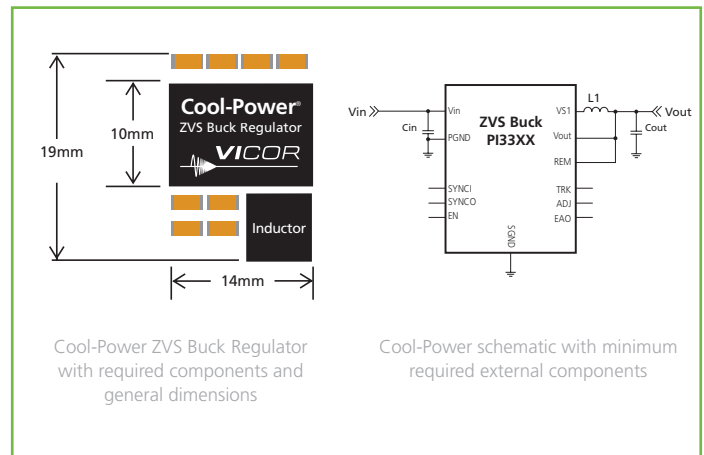 Cool-Power®
ZVS Buck Regulator
VICOR
10mm
19mm
Inductor
14mm
Cool-Power ZVS Buck Regulator
with required components and
general dimensions
L1
Vin
Vin
VS1
Vout
Cin
ZVS Buck
PI33XX
PGND
Vout
Cout
REM
SYNCI
TRK
SYNCO
ADJ
EN
EAO
SGND
Cool-Power schematic with minimum
required external components